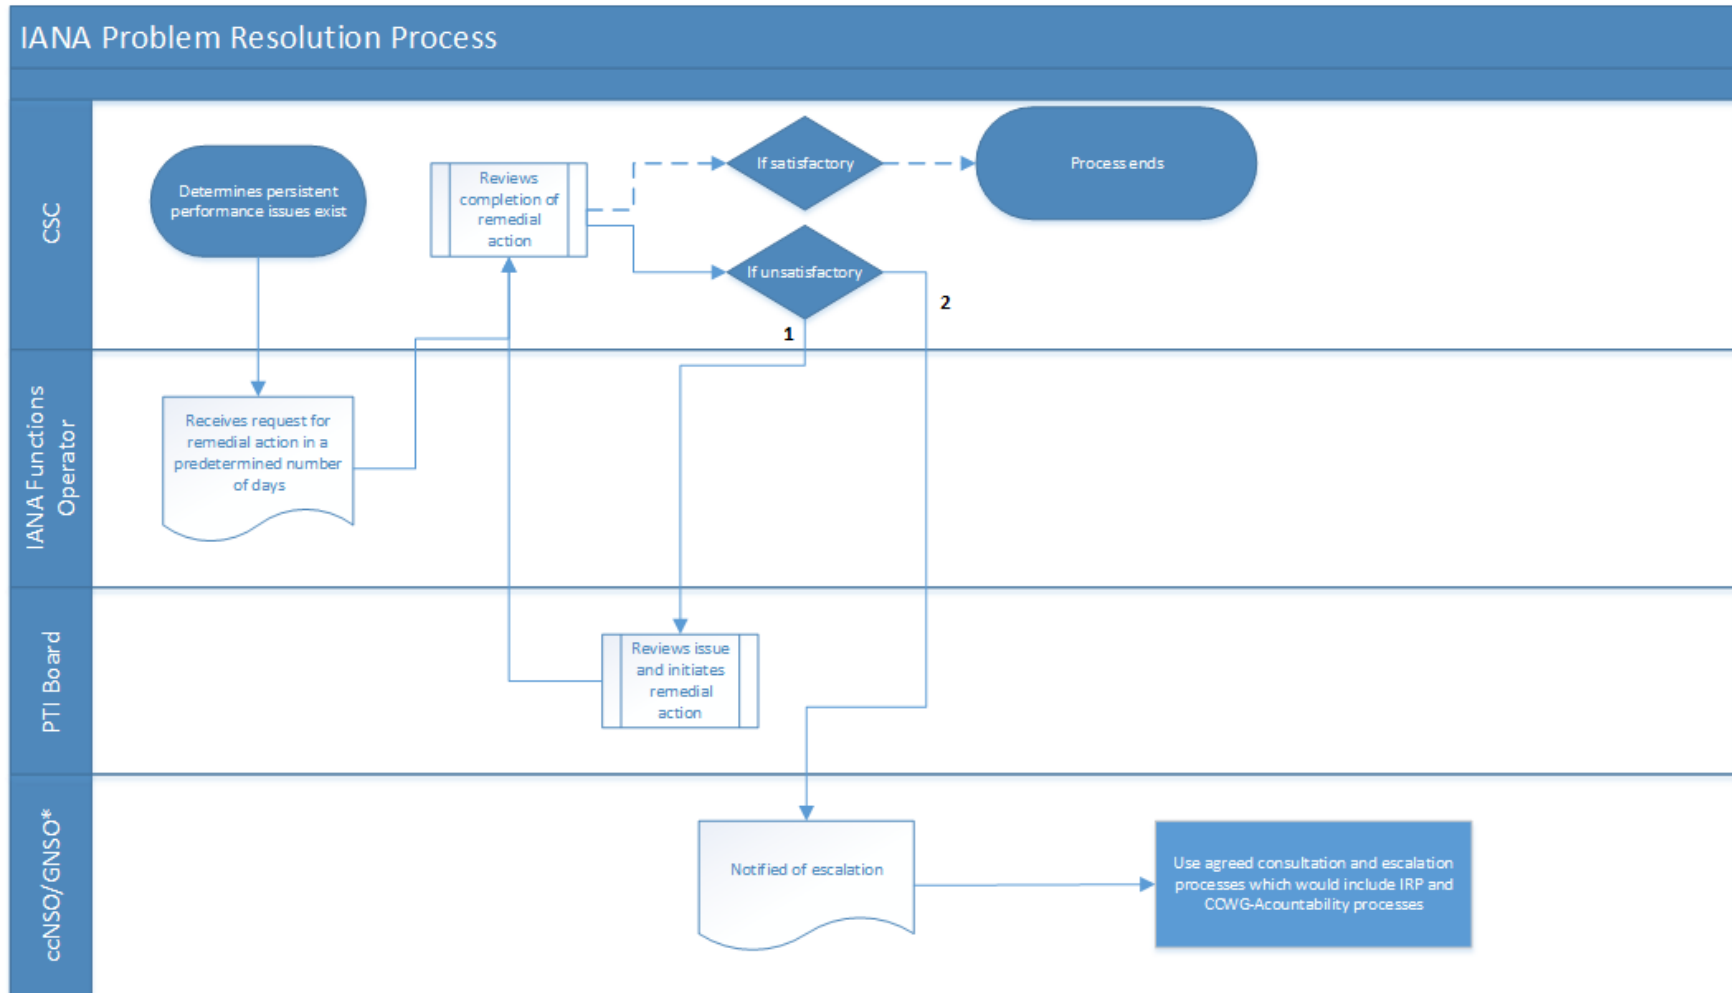 IANA Problem Resolution Process
CSC
Determines persistent
performance issues exist
Reviews
completion of
remedial
action
If satisfactory
Process ends
If unsatisfactory
1
2
IANA Functions
Operator
Receives request for
remedial action in a
predetermined number
of days
PTI Board
Reviews issue
and initiates
remedial
action
ccNSO/GNSO*
Notified of escalation
Use agreed consultation and escalation
processes which would include IRP and
CCWG-Acountability processes